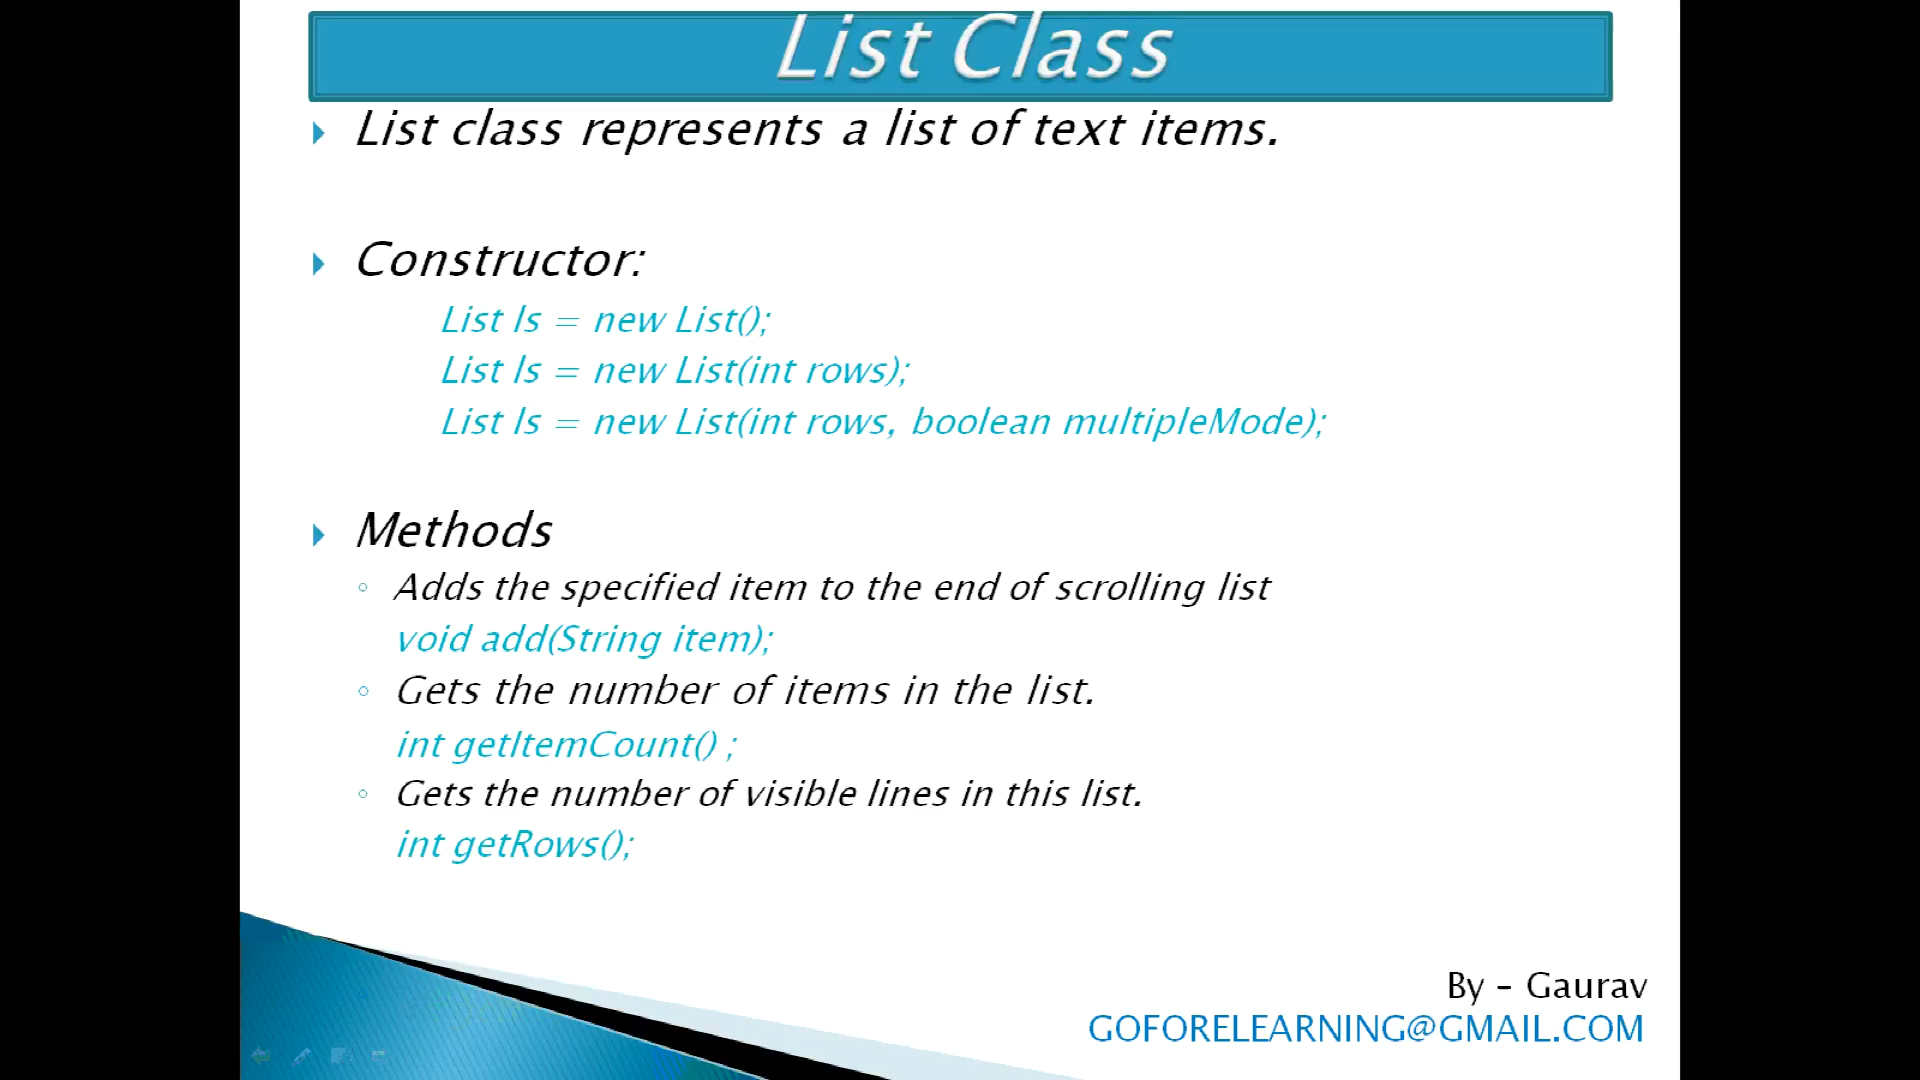 List Class
List class represents a list of text items.
Constructor:
List ls = new List();
List ls = new List(int rows);
List ls = new List(int rows, boolean multipleMode);
Methods
Adds the specified item to the end of scrolling list
void add(String item);
Gets the number of items in the list.
int getItemCount() ;
Gets the number of visible lines in this list.
int getRows();
By - Gaurav
GOFORELEARNING@GMAIL.COM